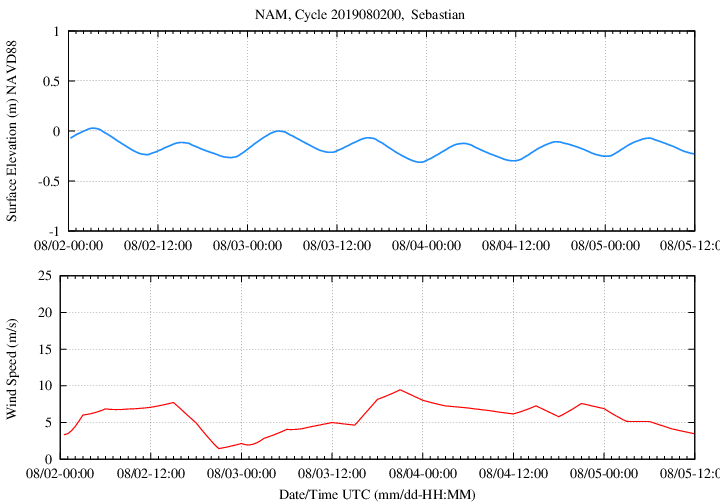 NAM, Cycle 2019080200,  Sebastian
Surface Elevation (m) NAVD88
1
0.5
0
-0.5
-1
08/02-00:00 08/02-12:00 08/03-00:00 08/03-12:00 08/04-00:00 08/04-12:00 08/05-00:00 08/05-12:0
Wind Speed (m/s)
25
20
15
10
5
0
08/02-00:00 08/02-12:00 08/03-00:00 08/03-12:00 08/04-00:00 08/04-12:00 08/05-00:00 08/05-12:0
Date/Time UTC (mm/dd-HH:MM)